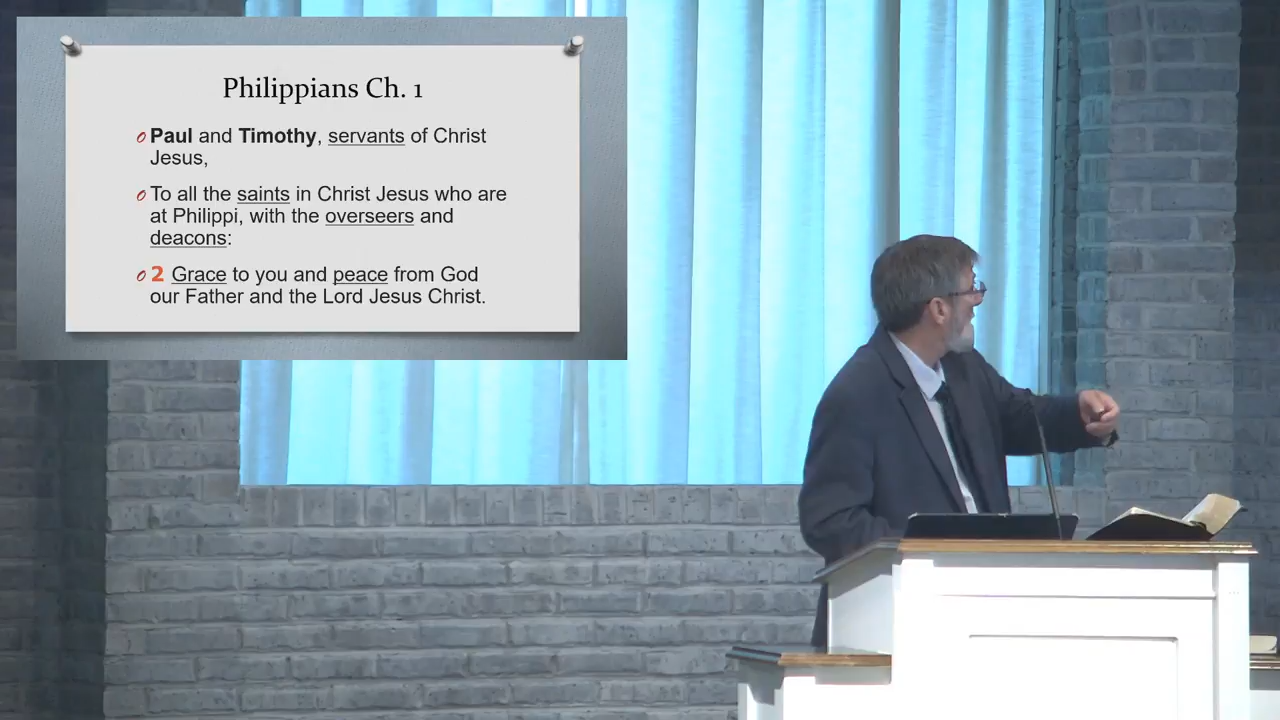 Philippians Ch. 1
Paul and Timothy, servants of Christ
Jesus,
To all the saints in Christ Jesus who are
at Philippi, with the overseers and
deacons:
2 Grace to you and peace from God
our Father and the Lord Jesus Christ.